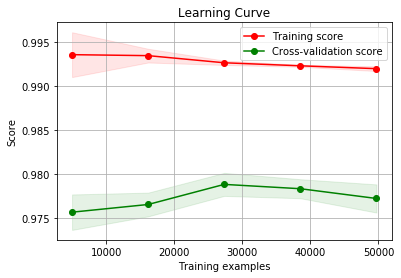 Learning Curve
Training score
Cross-validation score
0.995
0.990
0.985
0.980
0.975
Score
10000 20000 30000 40000 50000
Training examples